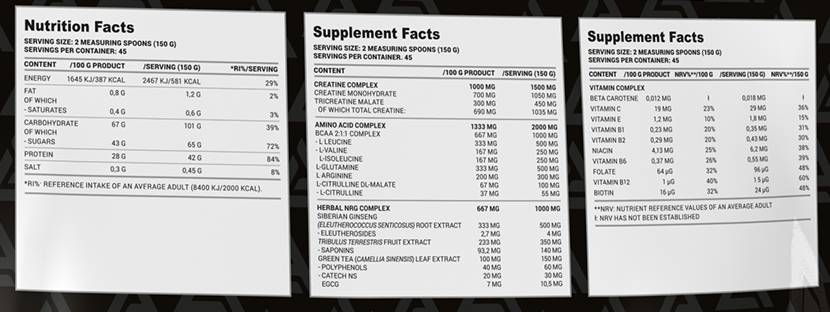 Nutrition Facts
SERVING SIZE: 2 MEASURING SPOONS (150 G)
SERVINGS PER CONTAINER: 45
CONTENT /100 G PRODUCT /SERVING (150 G) *RI%/SERVING
ENERGY 1645 KJ/387 KCAL 2467 KJ/581 KCAL 29%
FAT 0,8 G 1,2 G 2%
OF WHICH
- SATURATES 0,4 G 0,6 G 3%
CARBOHYDRATE 67 G 101 G 39%
OF WHICH
- SUGARS 43 G 65 G 72%
PROTEIN 28 G 42 G 84%
SALT 0,3 G 0,45 G 8%
*RI%: REFERENCE INTAKE OF AN AVERAGE ADULT (8400 KJ/2000 KCAL).
Supplement Facts
SERVING SIZE: 2 MEASURING SPOONS (150 G)
SERVINGS PER CONTAINER. 45
CONTENT /100 G PRODUCT /SERVING (150 G)
CREATINE COMPLEX 1000 MG 1500 MG
CREATINE MONOHYDRATE 700 MG 1050 MG
TRICREATINE MALATE 300 MG 450 MG
OF WHICH TOTAL CREATINE: 690 MG 1035 MG
AMINO ACID COMPLEX 1333 MG 2000 MG
BCAA 2:1:1 COMPLEX 667 MG 1000 MG
- L LEUCINE 333 MG 500 MG
- L-VALINE 167 MG 250 MG
- L-ISOLEUCINE 167 MG 250 MG
L-GLUTAMINE 333 MG 500 MG
L ARGININE 200 MG 300 MG
L-CITRULLINE DL-MALATE 67 MG 100 MG
- L-CITRULLINE 37 MG 55 MG
HERBAL NRG COMPLEX 667 MG 1000 MG
SIBERIAN GINSENG
(ELEUTHEROCOCCUS SENTICOSUS) ROOT EXTRACT 333 MG 500 MG
- ELEUTHEROSIDES 2,7 MG 4 MG
TRIBULUS TERRESTRIS FRUIT EXTRACT 233 MG 350 MG
- SAPONINS 93,2 MG 140 MG
GREEN TEA (CAMELLIA SINENSIS) LEAF EXTRACT 100 MG 150 MG
- POLYPHENOLS 40 MG 60 MG
- CATECH NS 20 MG 30 MG
EGCG 7 MG 10,5 MG
Supplement Facts
SERVING SIZE: 2 MEASURING SPOONS (150 G)
SERVINGS PER CONTAINER: 45
CONTENT /100 G PRODUCT NRV%**/100 G /SERVING (150 G) NRV%**/150 G
VITAMIN COMPLEX
BETA CAROTENE 0,012 MG ł 0,018 MG ł
VITAMIN C 19 MG 23% 29 MG 36%
VITAMIN E 1,2 MG 10% 1,8 MG 15%
VITAMIN B1 0,23 MG 20% 0,35 MG 31%
VITAMIN B2 0,29 MG 20% 0,43 MG 30%
NIACIN 4,13 MG 25% 6,2 MG 38%
VITAMIN B6 0,37 MG 26% 0,55 MG 39%
FOLATE 64 µg 32% 96 µg 48%
VITAMIN B12 1 µg 40% 1 5 µg 60%
BIOTIN 16 µg 32% 24 µg 48%
**NRV: NUTRIENT REFERENCE VALUES OF AN AVERAGE ADULT
ł: NRV HAS NOT BEEN ESTABLISHED